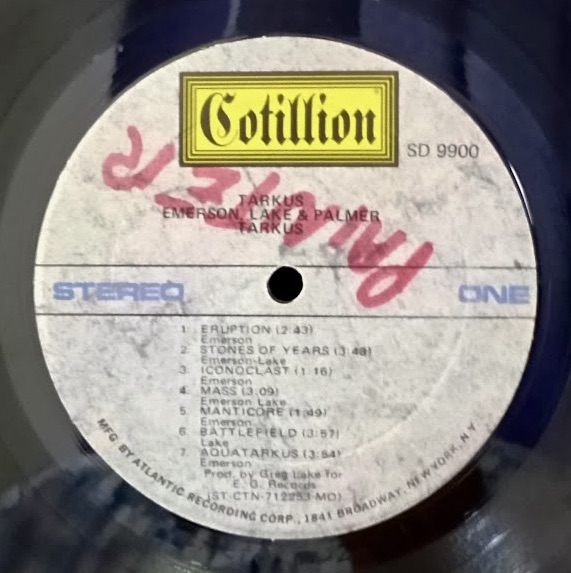 Cotillion
SD 9900
TARKUS
EMERSON, LAKE & PALMER
TARKUS
STEREO
ONE
1. ERUPTION (2:43)
Emerson
2. STONES OF YEARS (3:43)
Emerson-Lake
3. ICONOCLAST (1:16)
Emerson
4. MASS (3:09)
Emerson Lake
5. MANTICORE (1:49)
Emerson
6. BATTLEFIELD (3:57)
Lake
7. AQUATARKUS (3:54)
Emerson
Prod. by Greg Lake for
E. G. Records
(ST-CTN-712253-MO)
MFG BY ATLANTIC RECORDING CORP., 1841 BROADWAY, NEW YORK, N.Y.